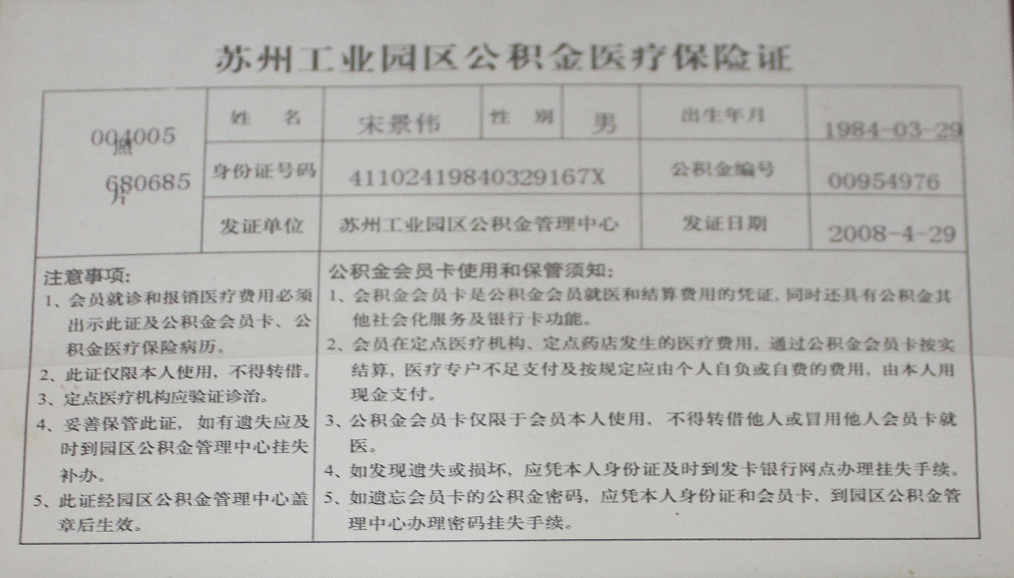 苏州工业园区公积金医疗保险证
004005
照
680685
片
姓 名 宋景伟 性 别 男 出生年月 1984-03-29
身份证号码 41102419840329167X 公积金编号 00954976
发证单位 苏州工业园区公积金管理中心 发证日期 2008-4-29
注意事项:
1、会员就诊和报销医疗费用必须
出示此证及公积金会员卡、公
积金医疗保险病历。
2、此证仅限本人使用，不得转借。
3、定点医疗机构应验证诊治。
4、妥善保管此证，如有遗失应及
时到园区公积金管理中心挂失
补办。
5、此证经园区公积金管理中心盖
章后生效。
公积金会员卡使用和保管须知:
1、会积金会员卡是公积金会员就医和结算费用的凭证,同时还具有公积金其
他社会化服务及银行卡功能。
2、会员在定点医疗机构、定点药店发生的医疗费用，通过公积金会员卡按实
结算，医疗专户不足支付及按规定应由个人自负或自费的费用，由本人用
现金支付。
3、公积金会员卡仅限于会员本人使用，不得转借他人或冒用他人会员卡就
医。
4、如发现遗失或损坏，应凭本人身份证及时到发卡银行网点办理挂失手续。
5、如遗忘会员卡的公积金密码，应凭本人身份证和会员卡，到园区公积金管
理中心办理密码挂失手续。